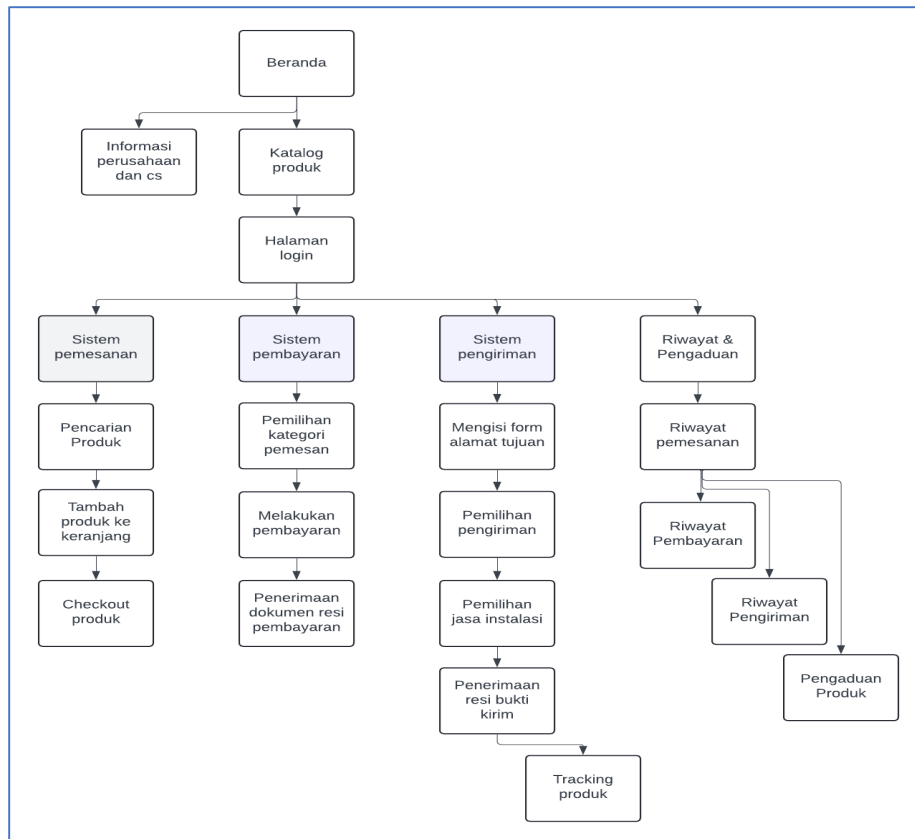 Beranda
Informasi
perusahaan
dan cs
Katalog
produk
Halaman
login
Sistem
pemesanan
Sistem
pembayaran
Sistem
pengiriman
Riwayat &
Pengaduan
Pencarian
Produk
Pemilihan
kategori
pemesan
Mengisi form
alamat tujuan
Riwayat
pemesanan
Tambah
produk ke
keranjang
Melakukan
pembayaran
Pemilihan
pengiriman
Riwayat
Pembayaran
Checkout
produk
Penerimaan
dokumen resi
pembayaran
Pemilihan
jasa instalasi
Riwayat
Pengiriman
Penerimaan
resi bukti
kirim
Pengaduan
Produk
Tracking
produk